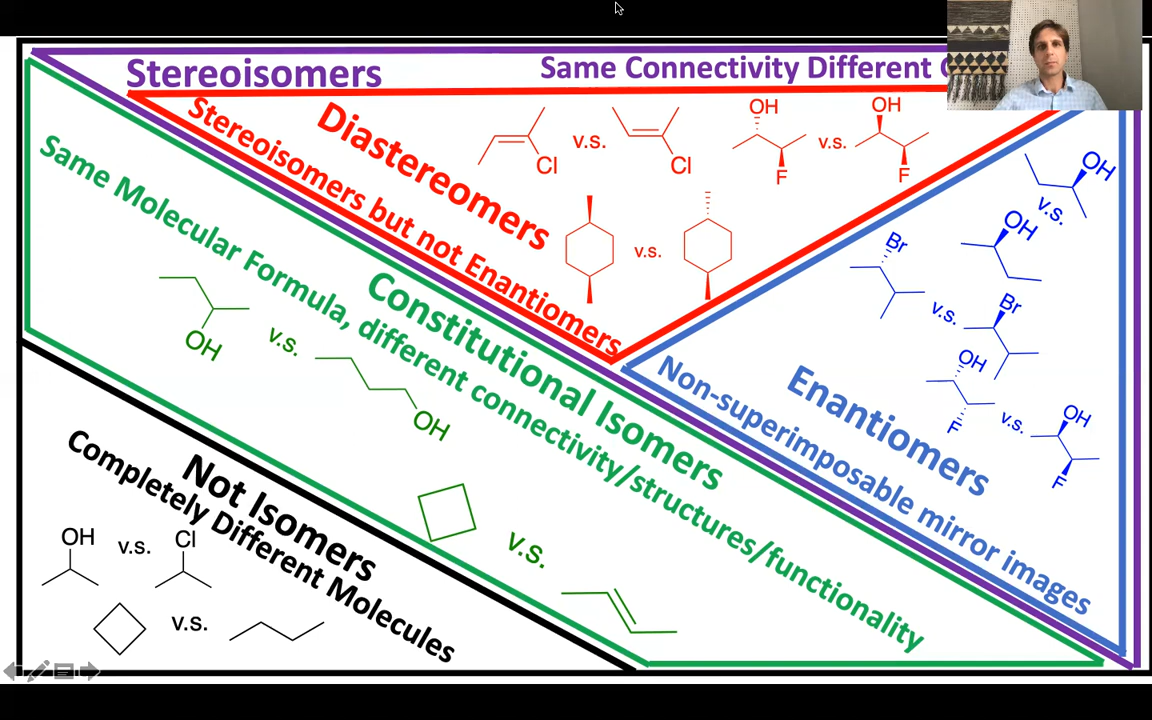 Stereoisomers
Same Connectivity Different
Diastereomers
Stereoisomers but not Enantiomers
Cl
v.s.
Cl
OH
F
v.s.
OH
F
v.s.
OH
v.s.
OH
Br
v.s.
Br
OH
F
v.s.
OH
F
Enantiomers
Non-superimposable mirror images
Constitutional Isomers
Same Molecular Formula, different connectivity/structures/functionality
OH
v.s.
OH
v.s.
Not Isomers
Completely Different Molecules
OH
v.s.
Cl
v.s.